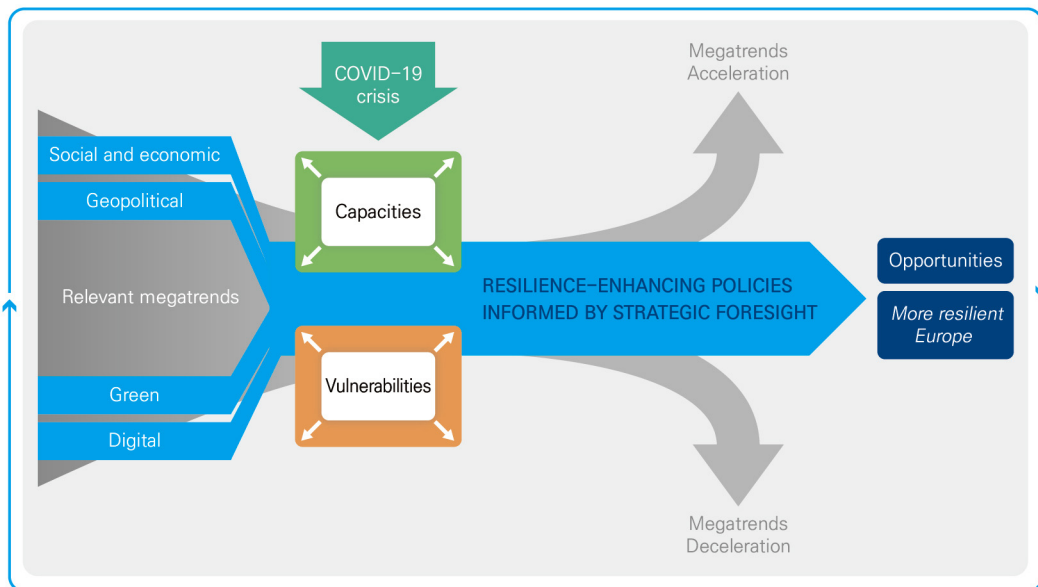 COVID-19
crisis
Megatrends
Acceleration
Social and economic
Geopolitical
Relevant megatrends
Green
Digital
Capacities
Vulnerabilities
RESILIENCE-ENHANCING POLICIES
INFORMED BY STRATEGIC FORESIGHT
Opportunities
More resilient
Europe
Megatrends
Deceleration